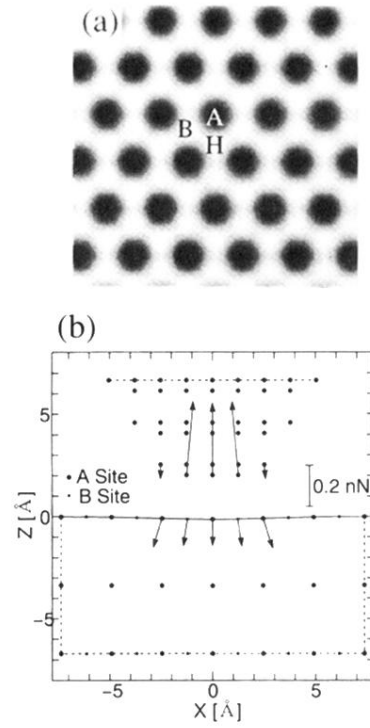 (a)
A
B
H
(b)
5
• A Site
• B Site
0.2 nN
Z [Å]
0
−5
−5
0
5
X [Å]